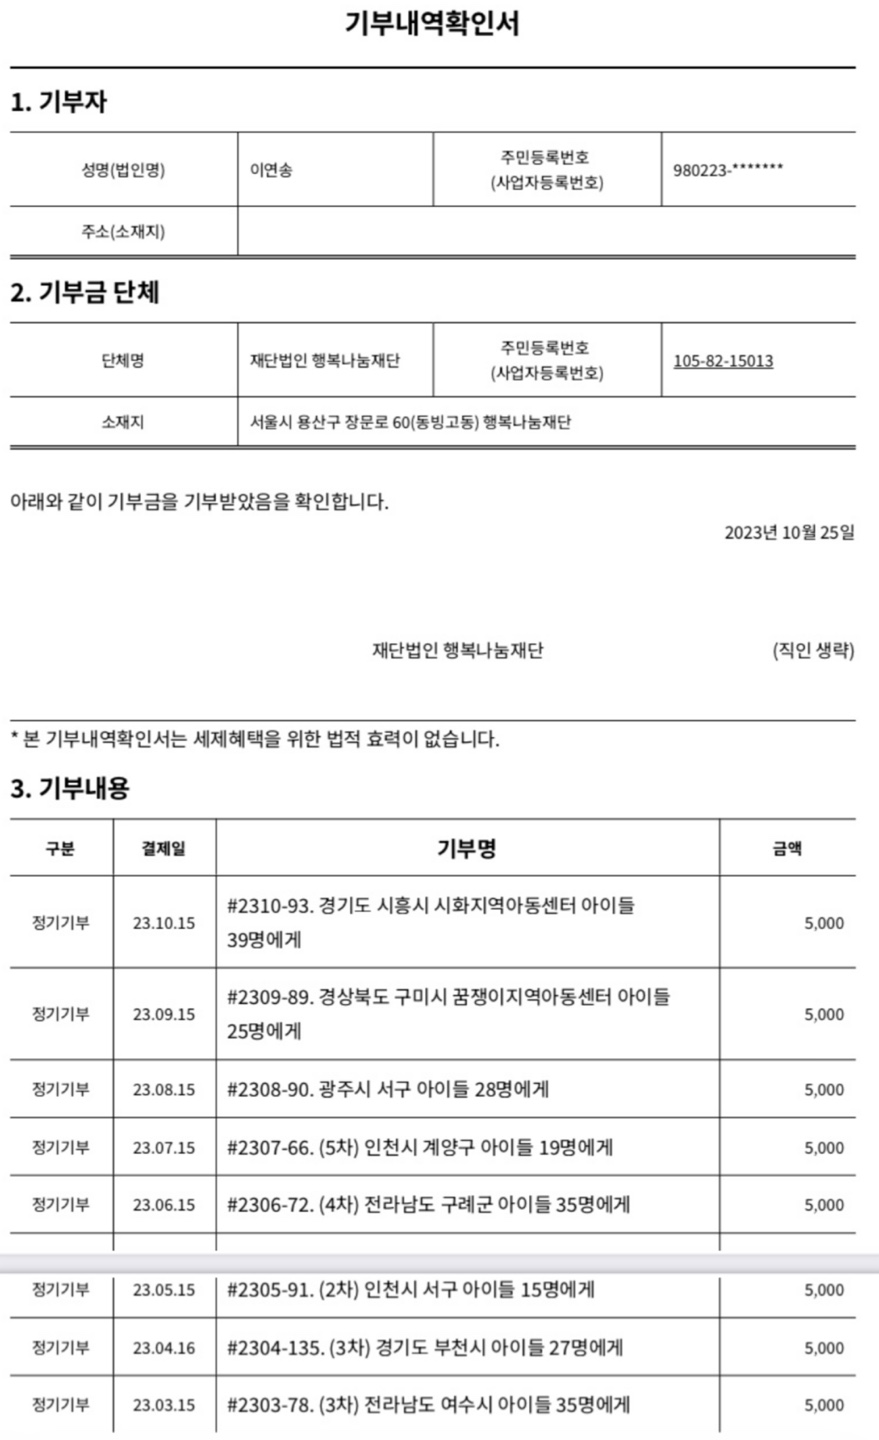 기부내역확인서
1. 기부자
성명(법인명) 이연송 주민등록번호 (사업자등록번호) 980223-*******
주소(소재지)
2. 기부금 단체
단체명 재단법인 행복나눔재단 주민등록번호 (사업자등록번호) 105-82-15013
소재지 서울시 용산구 장문로 60(동빙고동) 행복나눔재단
아래와 같이 기부금을 기부받았음을 확인합니다.
2023년 10월 25일
재단법인 행복나눔재단 (직인 생략)
* 본 기부내역확인서는 세제혜택을 위한 법적 효력이 없습니다.
3. 기부내용
구분 결제일 기부명 금액
정기기부 23.10.15 #2310-93. 경기도 시흥시 시화지역아동센터 아이들
39명에게 5,000
정기기부 23.09.15 #2309-89. 경상북도 구미시 꿈쟁이지역아동센터 아이들
25명에게 5,000
정기기부 23.08.15 #2308-90. 광주시 서구 아이들 28명에게 5,000
정기기부 23.07.15 #2307-66. (5차) 인천시 계양구 아이들 19명에게 5,000
정기기부 23.06.15 #2306-72. (4차) 전라남도 구례군 아이들 35명에게 5,000
정기기부 23.05.15 #2305-91. (2차) 인천시 서구 아이들 15명에게 5,000
정기기부 23.04.16 #2304-135. (3차) 경기도 부천시 아이들 27명에게 5,000
정기기부 23.03.15 #2303-78. (3차) 전라남도 여수시 아이들 35명에게 5,000